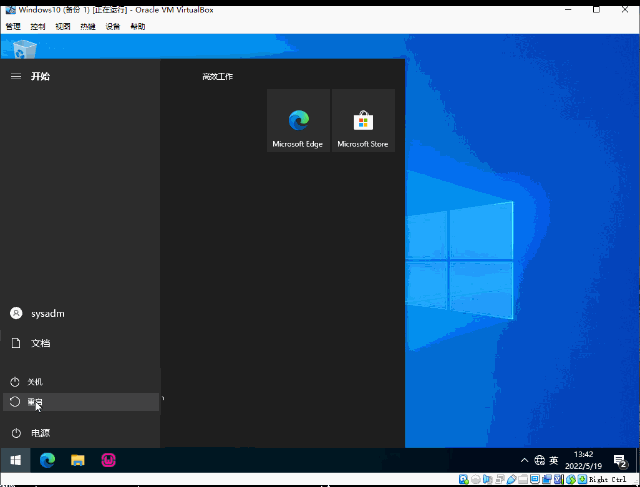 Windows10 (备份 1) [正在运行] - Oracle VM VirtualBox
管理 控制 视图 热键 设备 帮助
开始
高效工作
Microsoft Edge
Microsoft Store
sysadm
文档
关机
重启
电源
英
13:42
2022/5/19
2
Right Ctrl